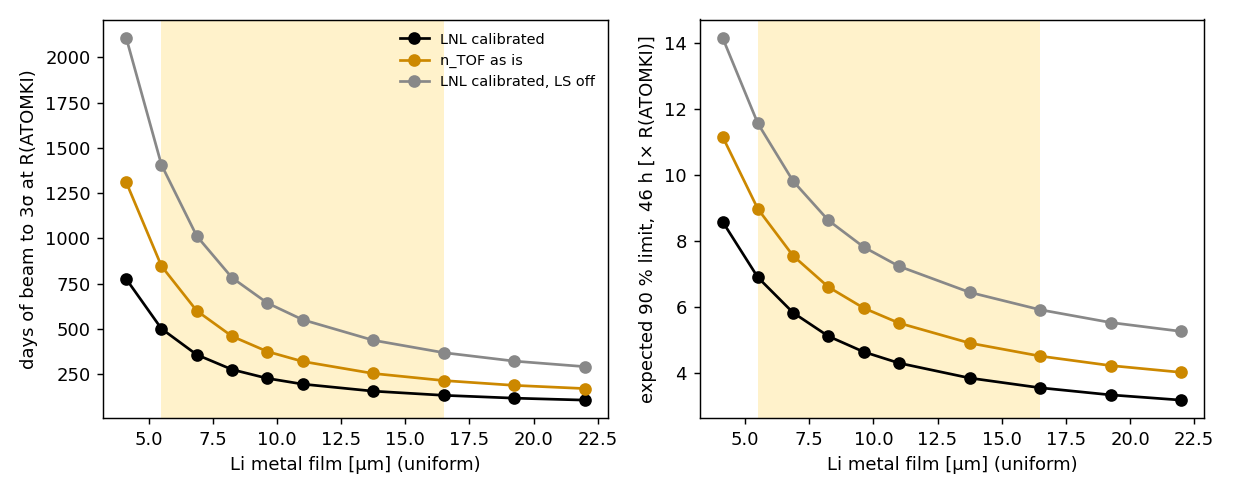 days of beam to 3σ at R(ATOMKI)
2000
1750
1500
1250
1000
750
500
250
LNL calibrated
n_TOF as is
LNL calibrated, LS off
5.0 7.5 10.0 12.5 15.0 17.5 20.0 22.5
Li metal film [μm] (uniform)
expected 90 % limit, 46 h [× R(ATOMKI)]
14
12
10
8
6
4
5.0 7.5 10.0 12.5 15.0 17.5 20.0 22.5
Li metal film [μm] (uniform)